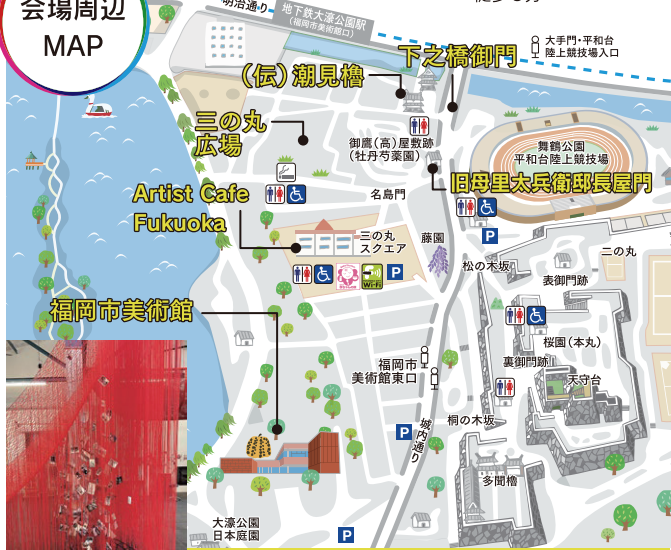 会場周辺
MAP
明治通り
地下鉄大濠公園駅
(福岡市美術館口)
大手門・平和台
陸上競技場入口
下之橋御門
(伝)潮見櫓
三の丸
広場
御鷹(高)屋敷跡
(牡丹芍薬園)
舞鶴公園
平和台陸上競技場
旧母里太兵衛邸長屋門
名島門
Artist Cafe
Fukuoka
三の丸
スクエア
藤園
P
松の木坂
二の丸
表御門跡
Wi-Fi
P
福岡市美術館
桜園(本丸)
裏御門跡
天守台
福岡市
美術館東口
桐の木坂
城内通り
P
多聞櫓
大濠公園
日本庭園
P